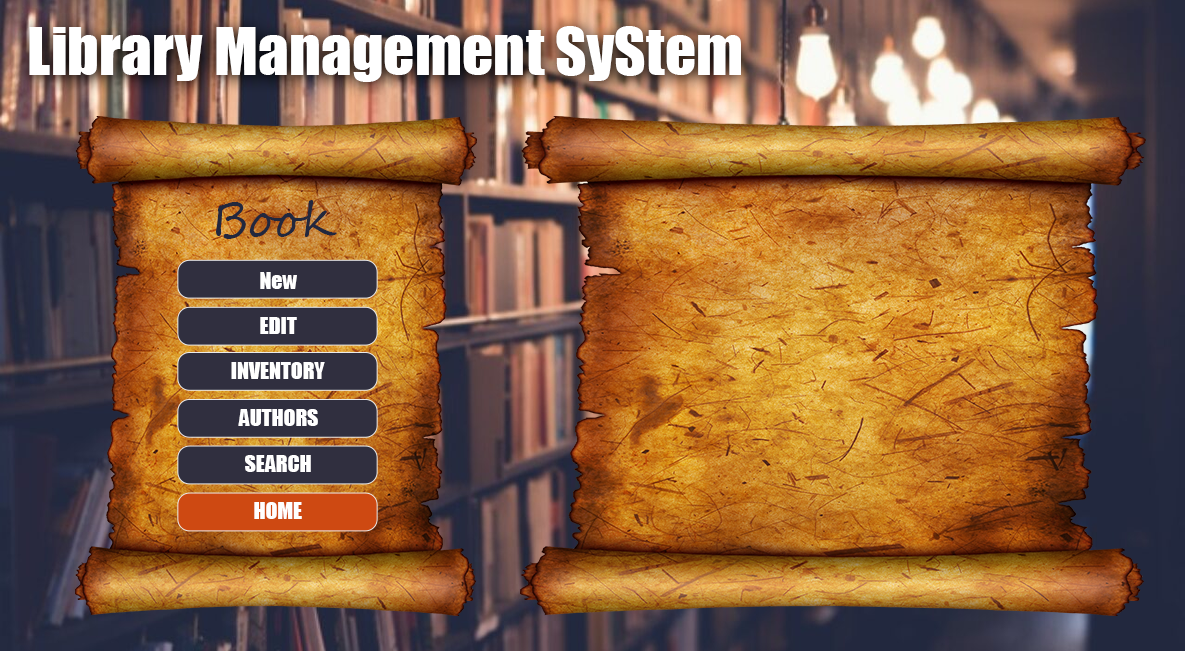 Library Management SyStem
Book
New
EDIT
INVENTORY
AUTHORS
SEARCH
HOME